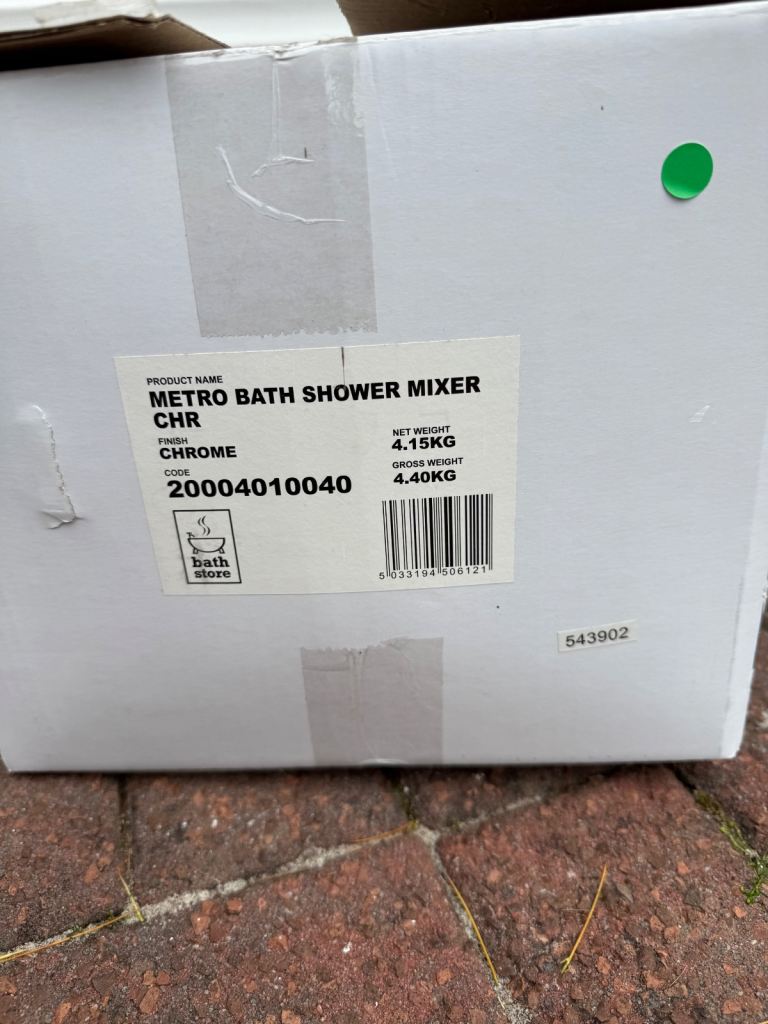 PRODUCT NAME
METRO BATH SHOWER MIXER
CHR
FINISH
CHROME
NET WEIGHT
4.15KG
CODE
20004010040
GROSS WEIGHT
4.40KG
bath
store
5 033194 506121
543902